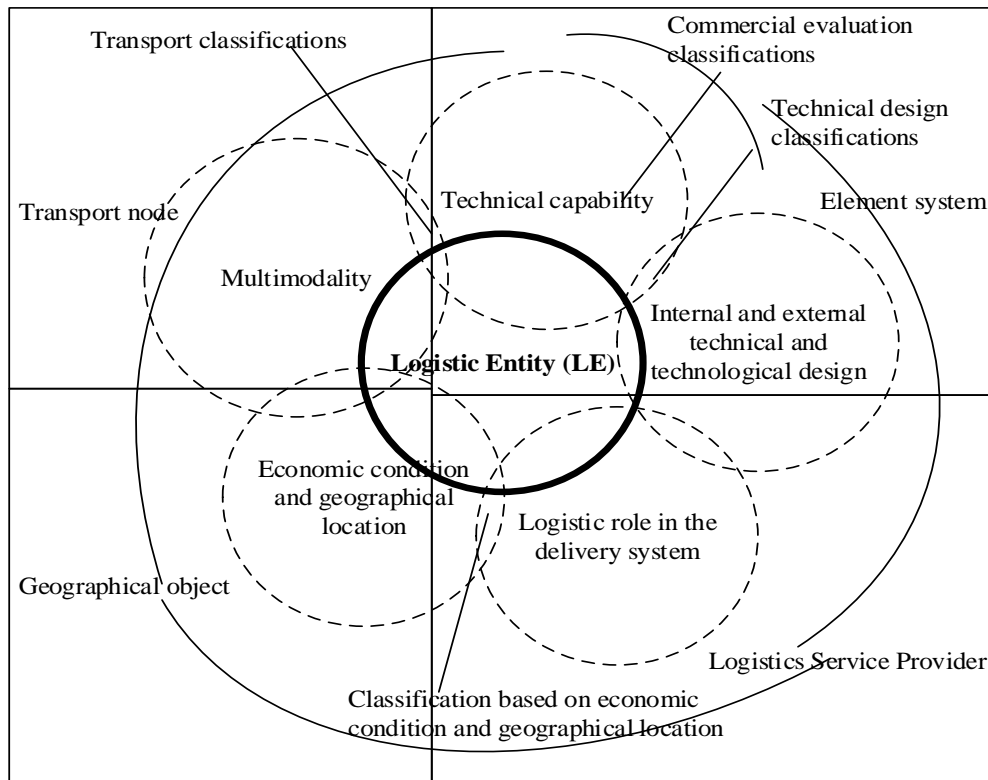 Transport classifications
Commercial evaluation
classifications
Technical design
classifications
Transport node
Technical capability
Element system
Multimodality
Internal and external
technical and
technological design
Logistic Entity (LE)
Economic condition
and geographical
location
Logistic role in the
delivery system
Geographical object
Logistics Service Provider
Classification based on economic
condition and geographical location